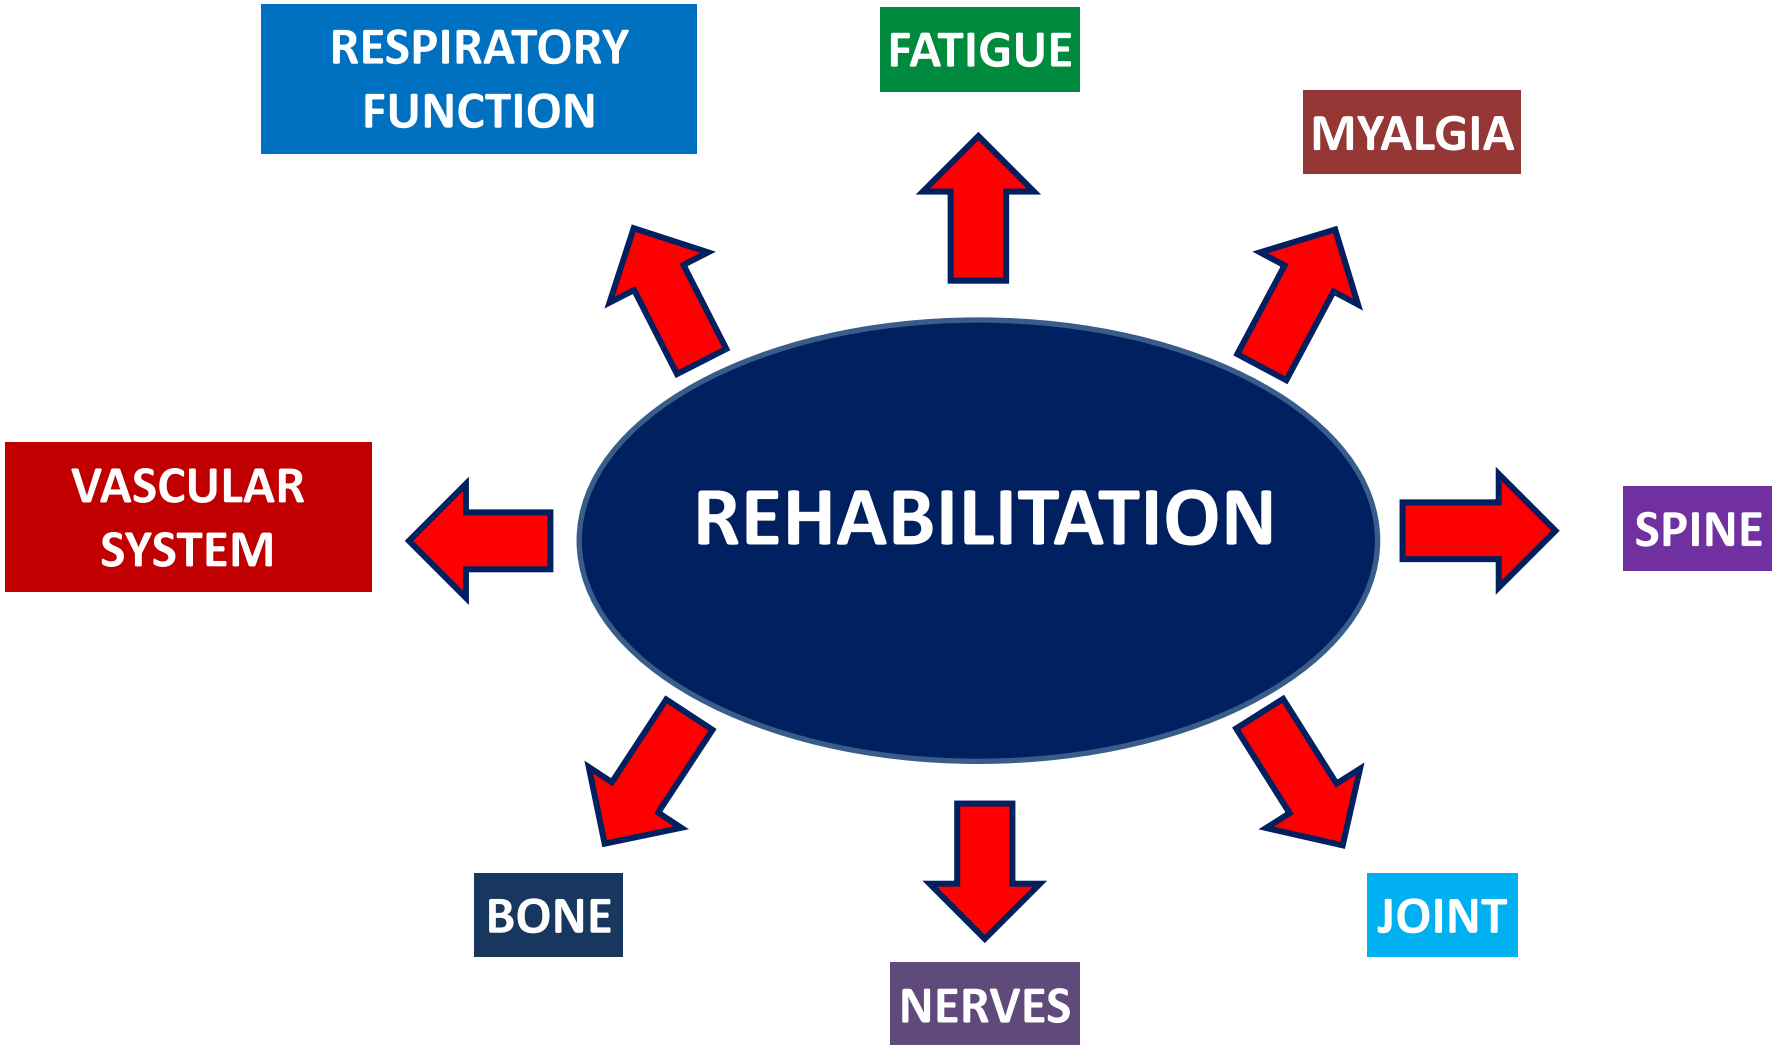 RESPIRATORY
FUNCTION
FATIGUE
MYALGIA
VASCULAR
SYSTEM
REHABILITATION
SPINE
BONE
NERVES
JOINT